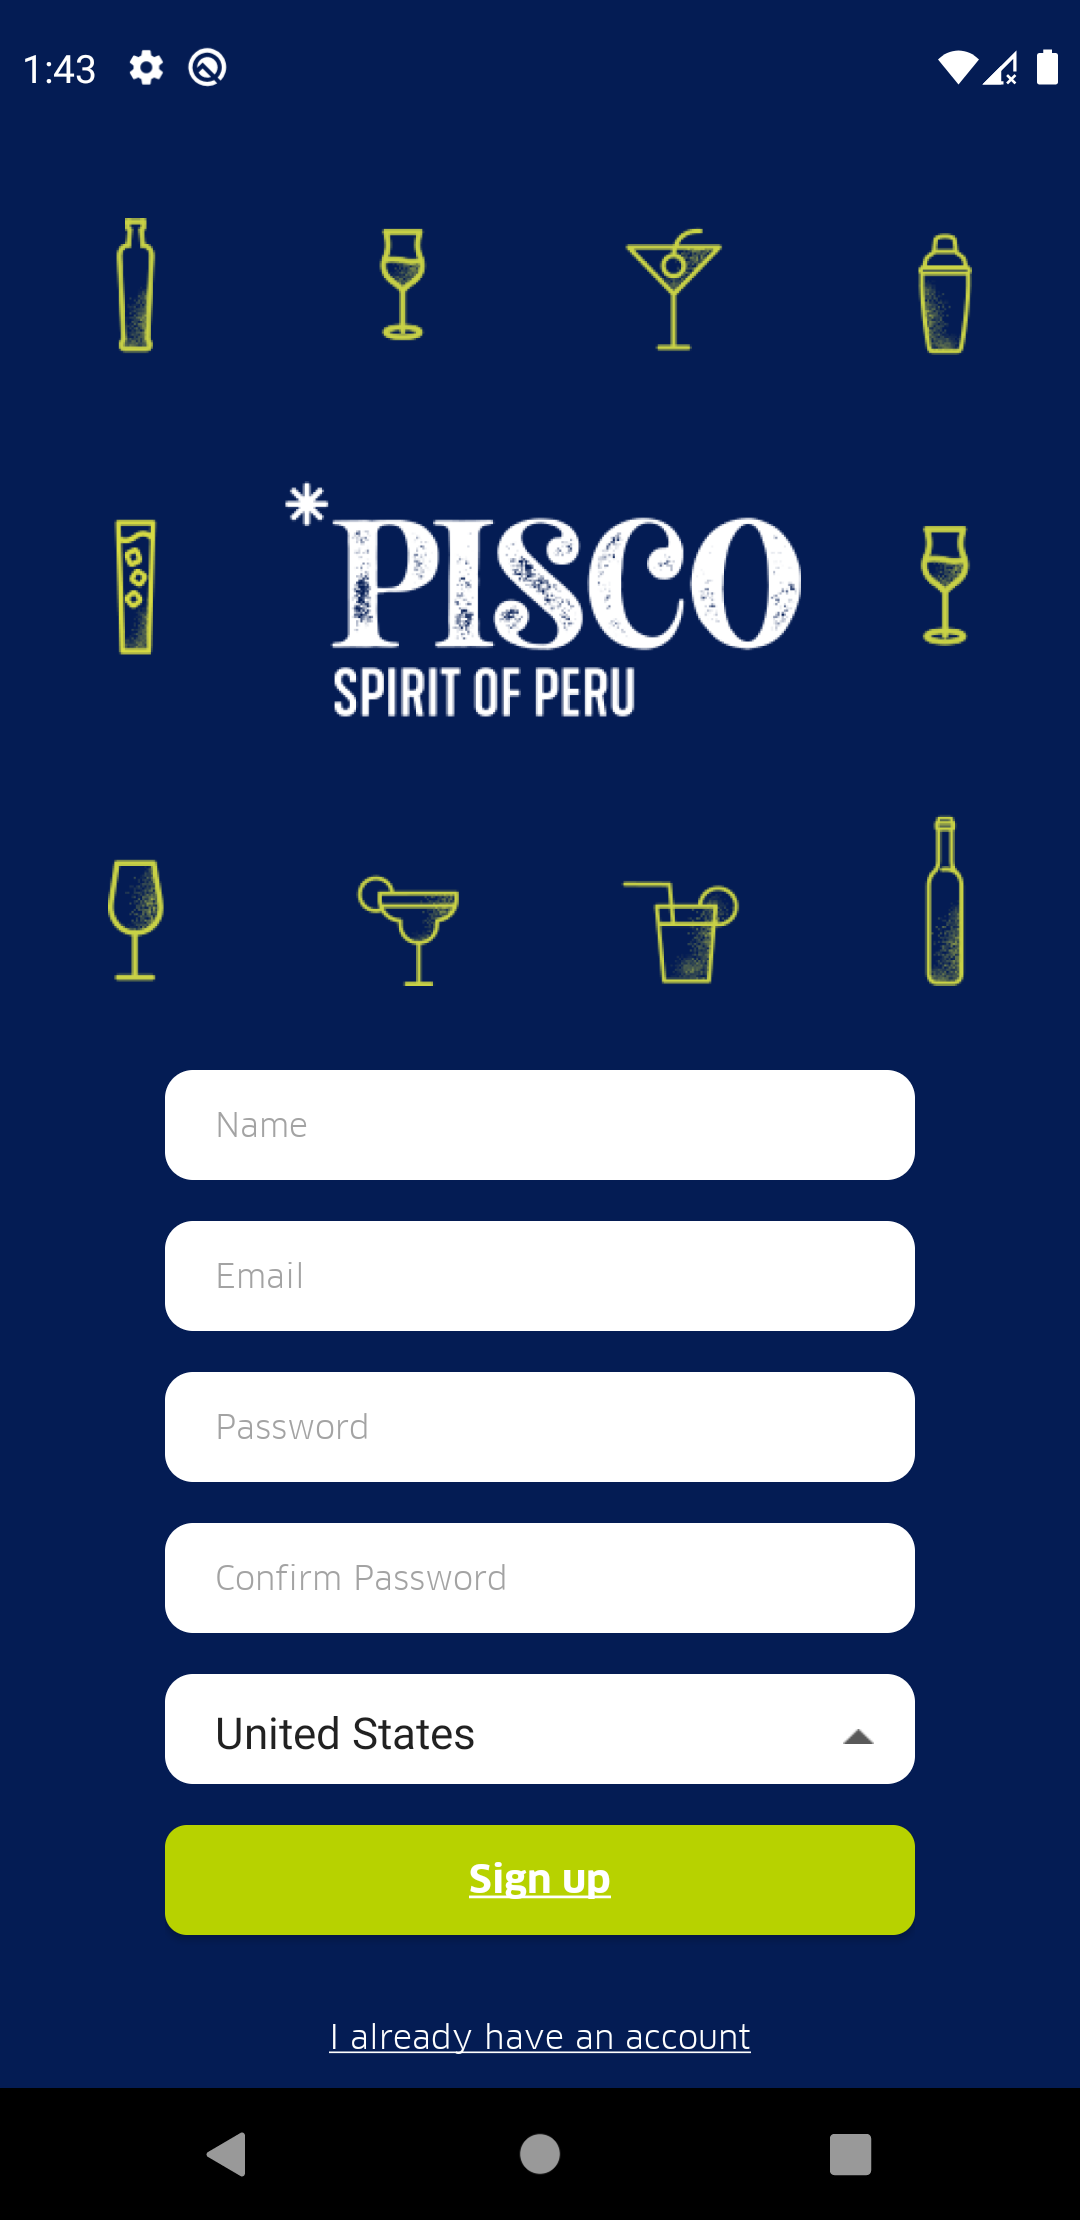 1:43
*PISCO
SPIRIT OF PERU
Name
Email
Password
Confirm Password
United States
Sign up
I already have an account